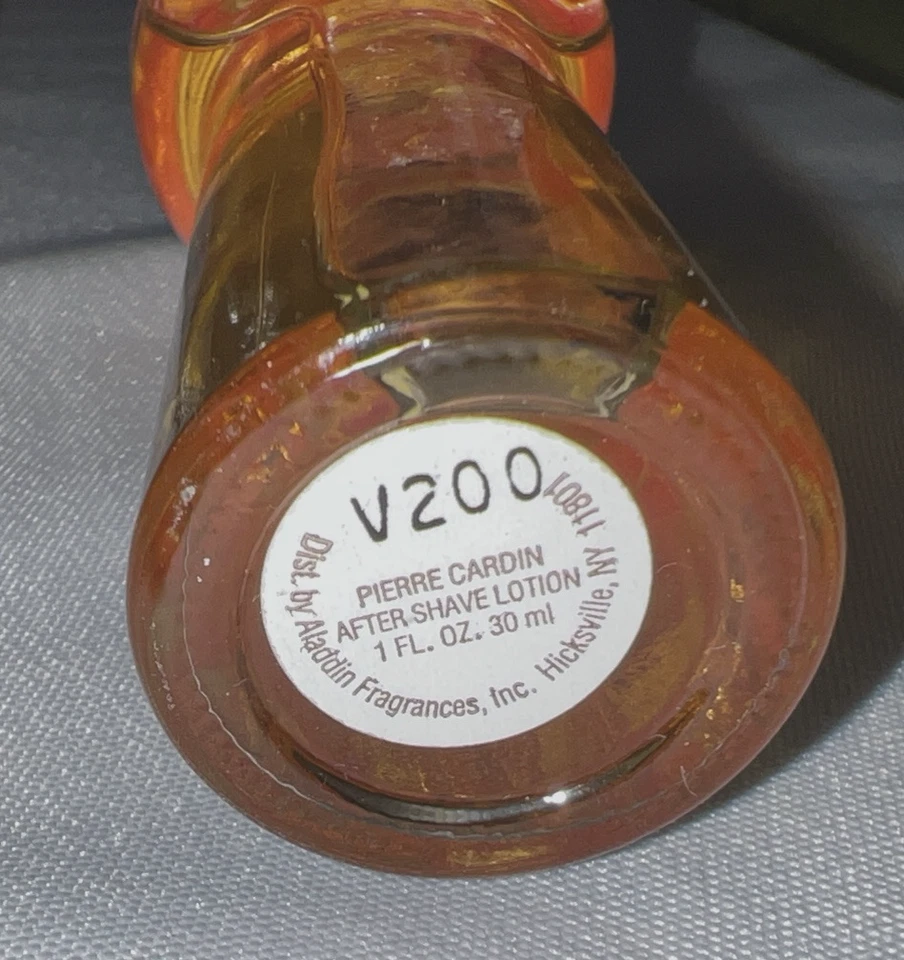 V200
PIERRE CARDIN
AFTER SHAVE LOTION
1 FL. OZ. 30 ml
Dist. by Aladdin Fragrances, Inc. Hicksville, NY 11801